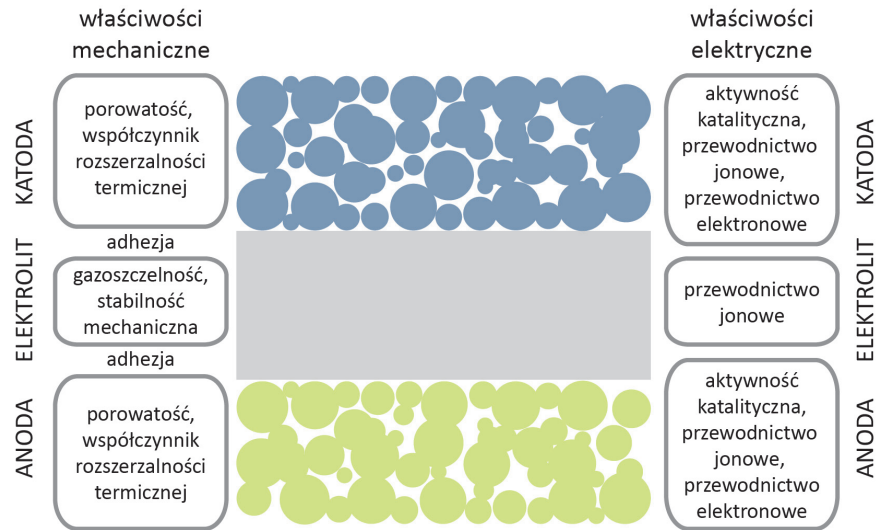 właściwości
mechaniczne
właściwości
elektryczne
KATODA
porowatość,
współczynnik
rozszerzalności
termicznej
aktywność
katalityczna,
przewodnictwo
jonowe,
przewodnictwo
elektronowe
KATODA
adhezja
ELEKTROLIT
gazoszczelność,
stabilność
mechaniczna
przewodnictwo
jonowe
ELEKTROLIT
adhezja
ANODA
porowatość,
współczynnik
rozszerzalności
termicznej
aktywność
katalityczna,
przewodnictwo
jonowe,
przewodnictwo
elektronowe
ANODA